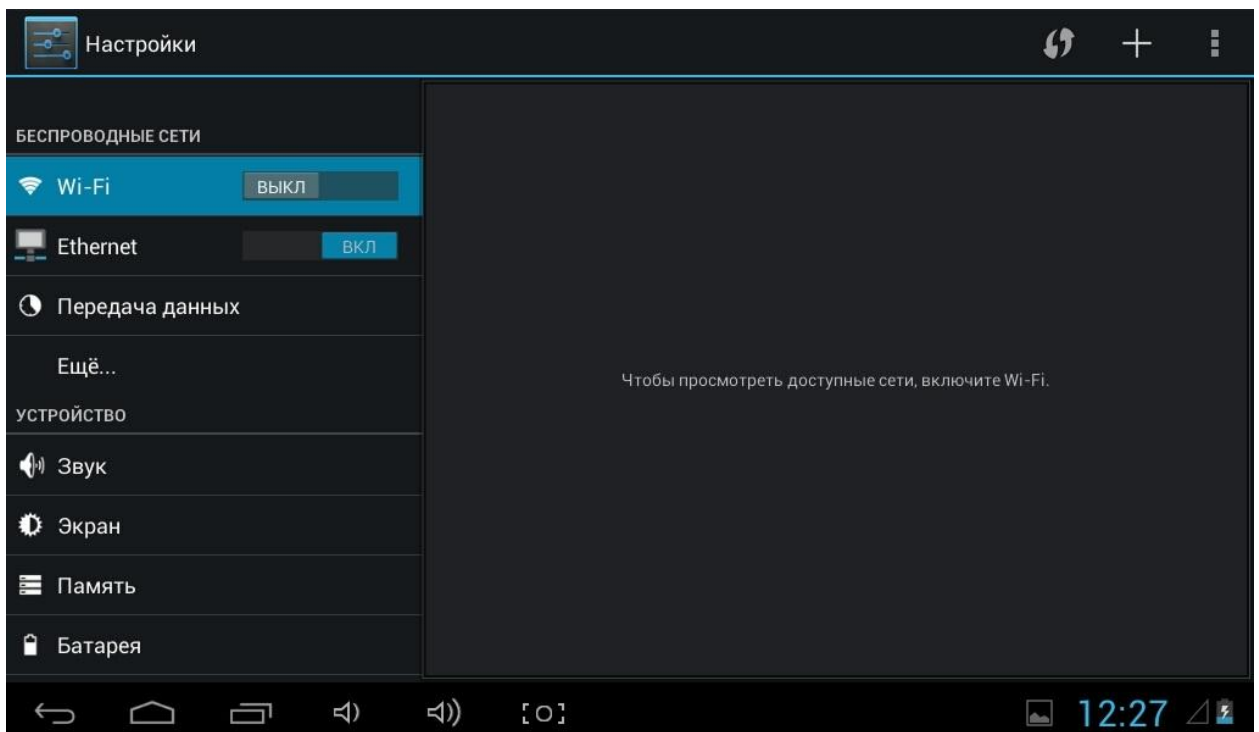 Настройки
БЕСПРОВОДНЫЕ СЕТИ
Wi-Fi ВЫКЛ
Ethernet ВКЛ
Передача данных
Ещё...
Чтобы просмотреть доступные сети, включите Wi-Fi.
УСТРОЙСТВО
Звук
Экран
Память
Батарея
12:27